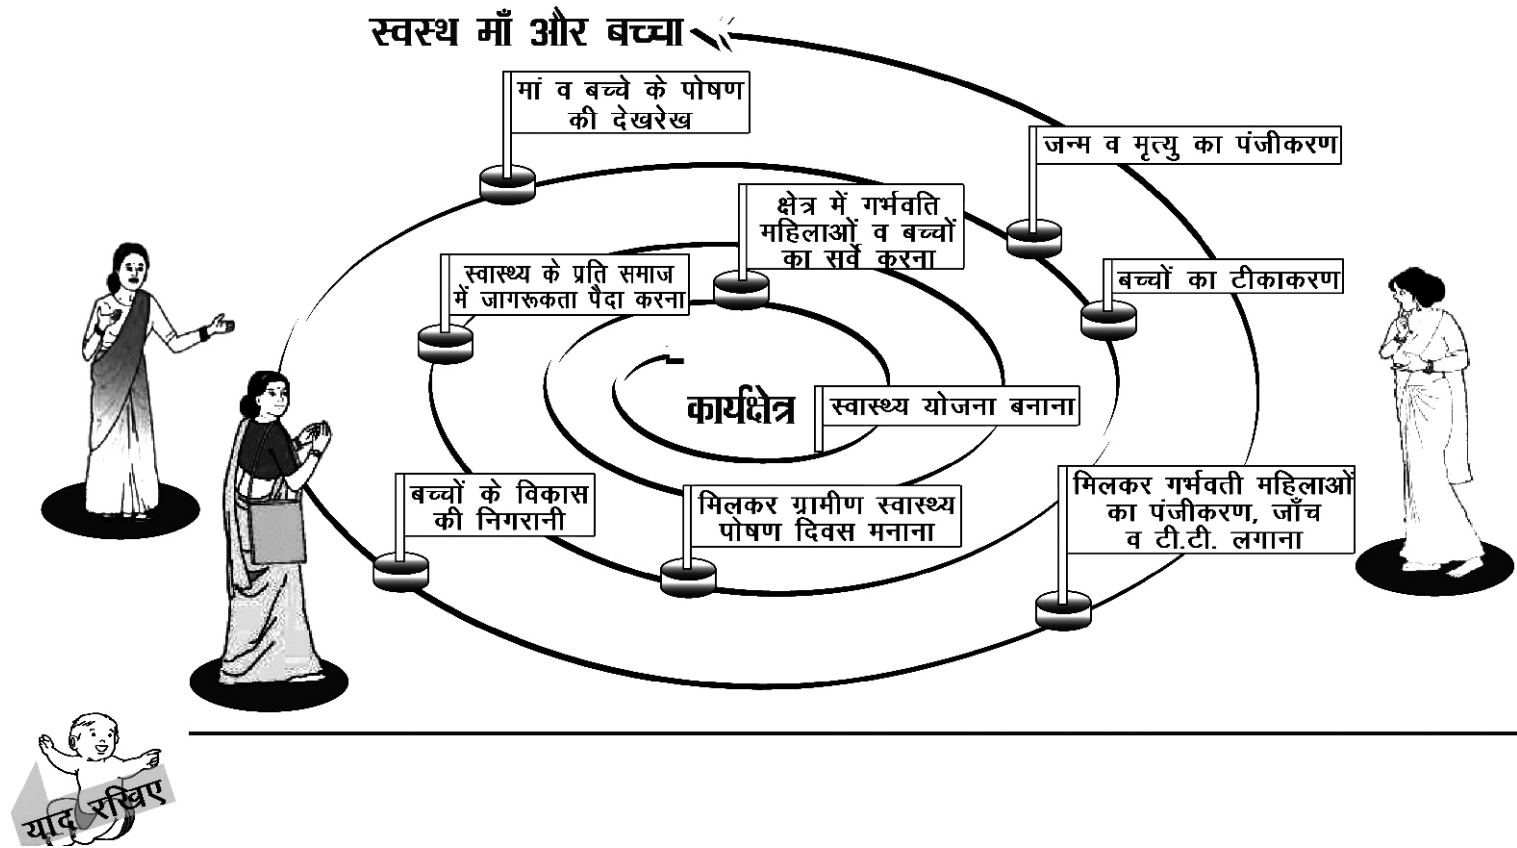 स्वस्थ माँ और बच्चा
मां व बच्चे के पोषण
की देखरेख
जन्म व मृत्यु का पंजीकरण
क्षेत्र में गर्भवति
महिलाओं व बच्चों
का सर्वे करना
स्वास्थ्य के प्रति समाज
में जागरूकता पैदा करना
बच्चों का टीकाकरण
कार्यक्षेत्र
स्वास्थ्य योजना बनाना
बच्चों के विकास
की निगरानी
मिलकर ग्रामीण स्वास्थ्य
पोषण दिवस मनाना
मिलकर गर्भवती महिलाओं
का पंजीकरण, जाँच
व टी.टी. लगाना
याद रखिए